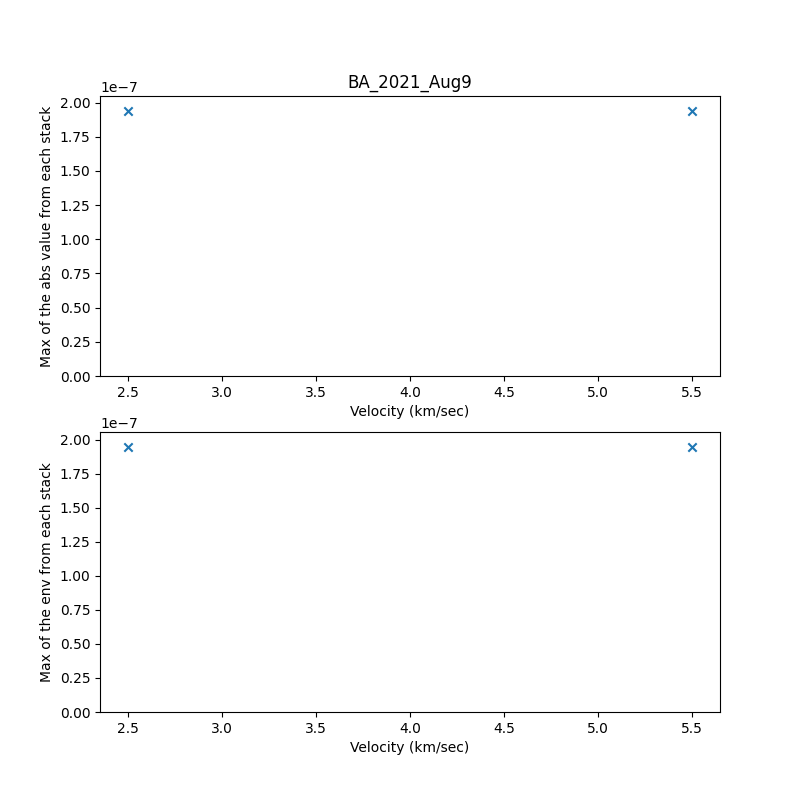 BA_2021_Aug9
1e−7
2.00
1.75
1.50
1.25
1.00
0.75
0.50
0.25
0.00
Max of the abs value from each stack
2.5 3.0 3.5 4.0 4.5 5.0 5.5
Velocity (km/sec)
1e−7
2.00
1.75
1.50
1.25
1.00
0.75
0.50
0.25
0.00
Max of the env from each stack
2.5 3.0 3.5 4.0 4.5 5.0 5.5
Velocity (km/sec)